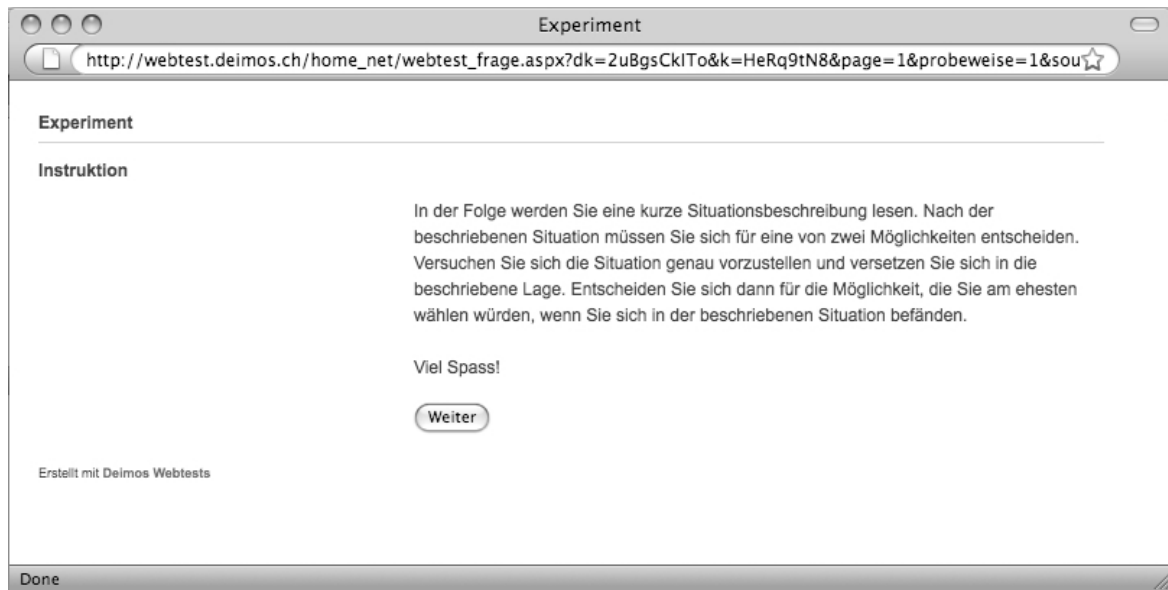 Experiment
http://webtest.deimos.ch/home_net/webtest_frage.aspx?dk=2uBgsCklTo&k=HeRq9tN8&page=1&probeweise=1&sou
Experiment
Instruktion
In der Folge werden Sie eine kurze Situationsbeschreibung lesen. Nach der
beschriebenen Situation müssen Sie sich für eine von zwei Möglichkeiten entscheiden.
Versuchen Sie sich die Situation genau vorzustellen und versetzen Sie sich in die
beschriebene Lage. Entscheiden Sie sich dann für die Möglichkeit, die Sie am ehesten
wählen würden, wenn Sie sich in der beschriebenen Situation befänden.
Viel Spass!
Weiter
Erstellt mit Deimos Webtests
Done